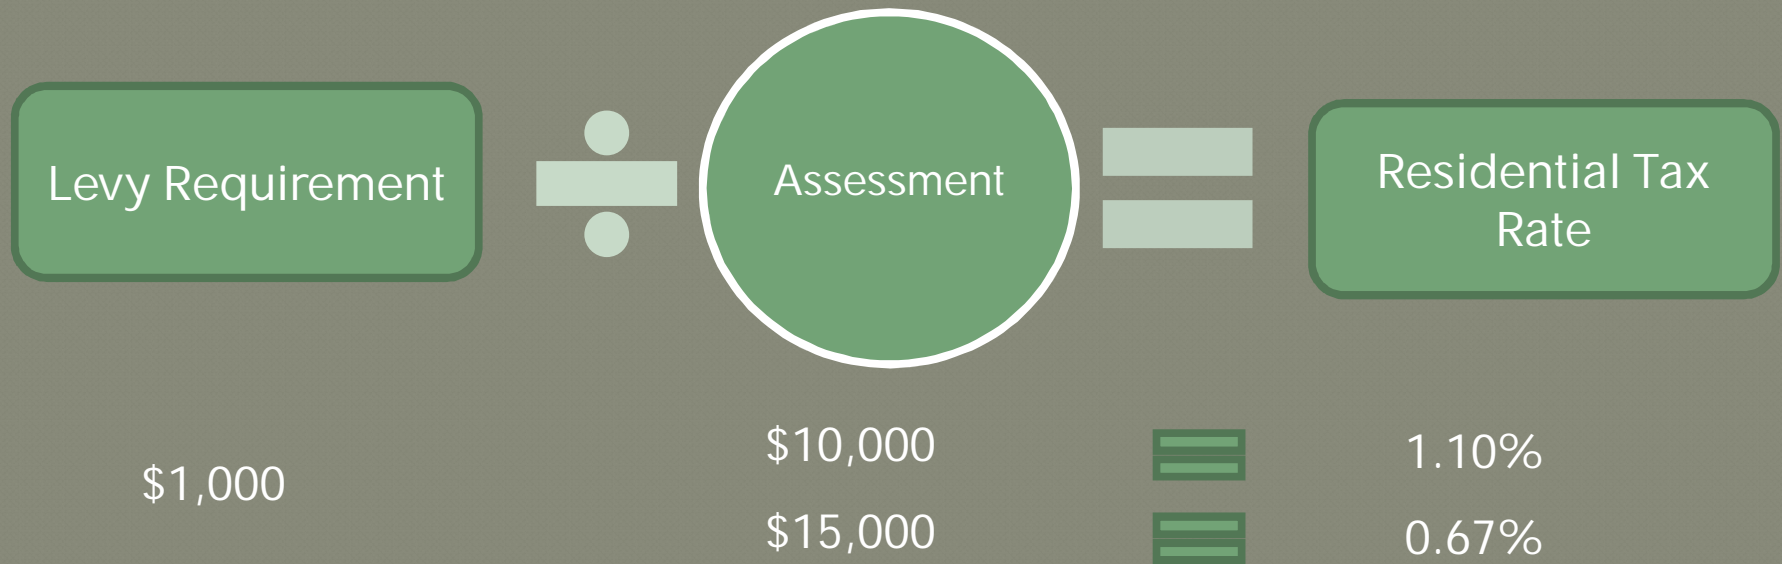 Levy Requirement
Assessment
Residential Tax
Rate
$1,000
$10,000
1.10%
$15,000
0.67%